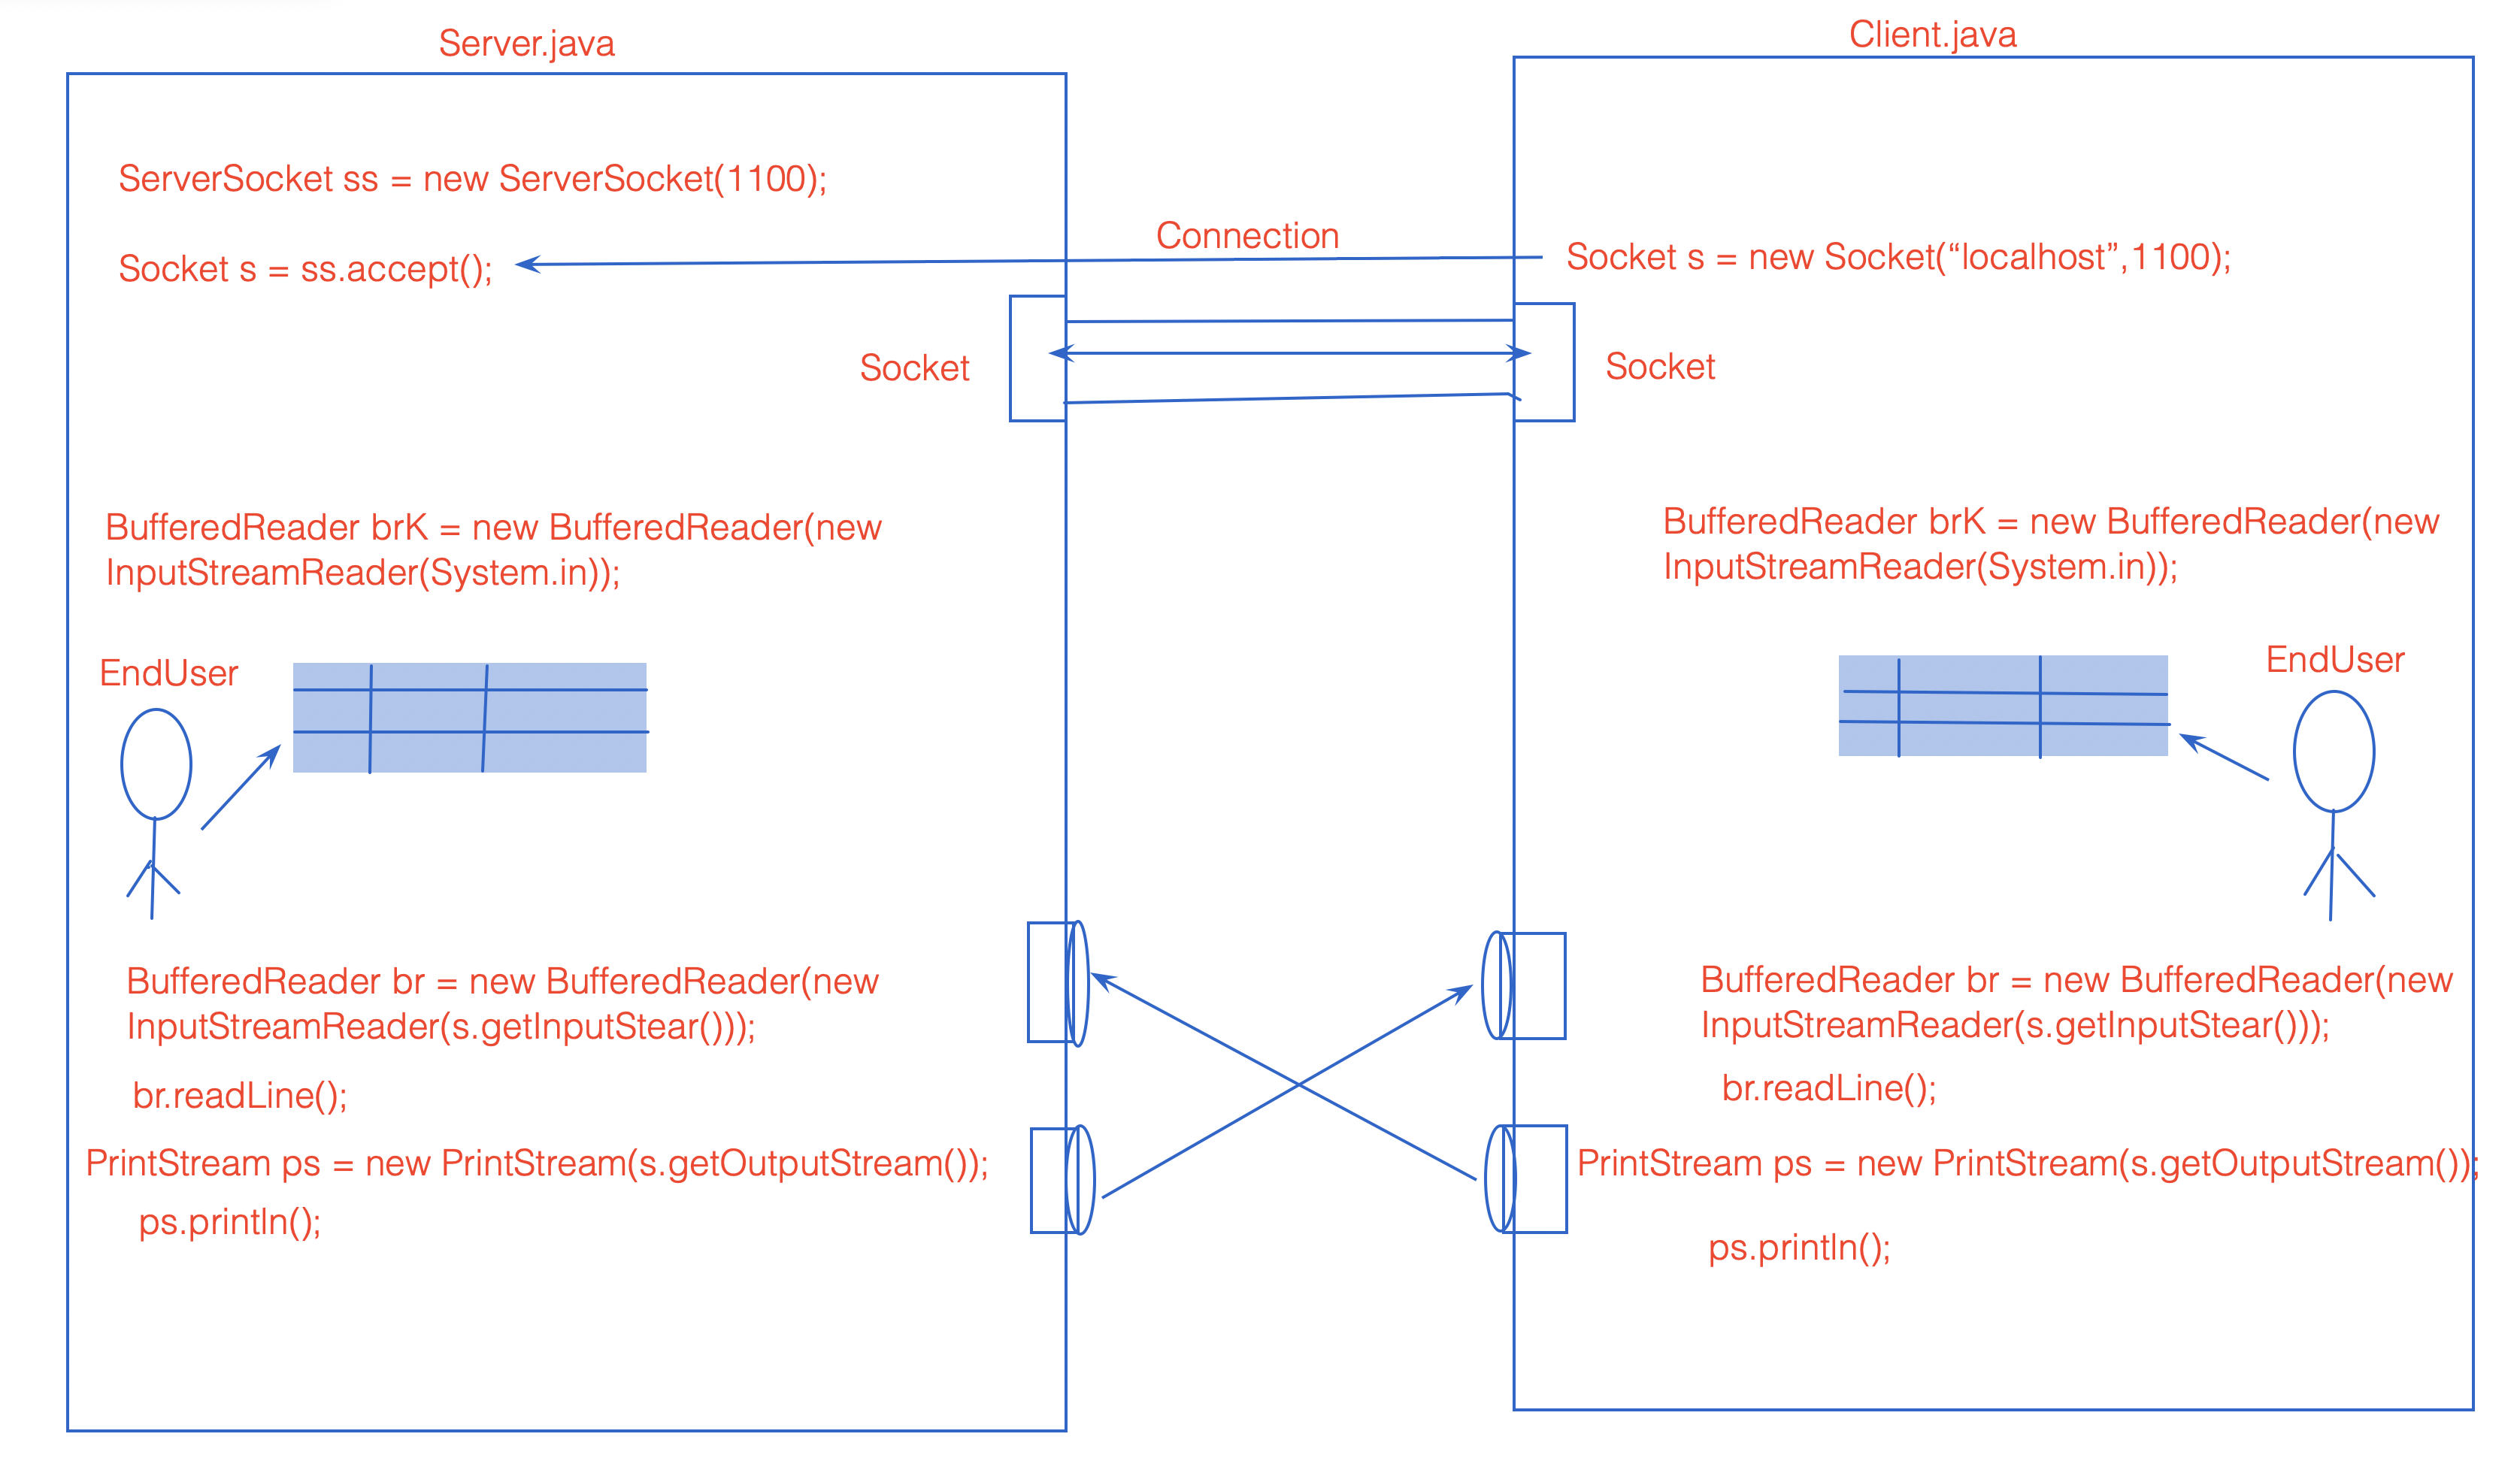 Server.java
ServerSocket ss = new ServerSocket(1100);
Socket s = ss.accept();
Socket
BufferedReader brK = new BufferedReader(new
InputStreamReader(System.in));
EndUser
BufferedReader br = new BufferedReader(new
InputStreamReader(s.getInputStear()));
br.readLine();
PrintStream ps = new PrintStream(s.getOutputStream());
ps.println();
Connection
Client.java
Socket s = new Socket(“localhost”,1100);
Socket
BufferedReader brK = new BufferedReader(new
InputStreamReader(System.in));
EndUser
BufferedReader br = new BufferedReader(new
InputStreamReader(s.getInputStear()));
br.readLine();
PrintStream ps = new PrintStream(s.getOutputStream());
ps.println();